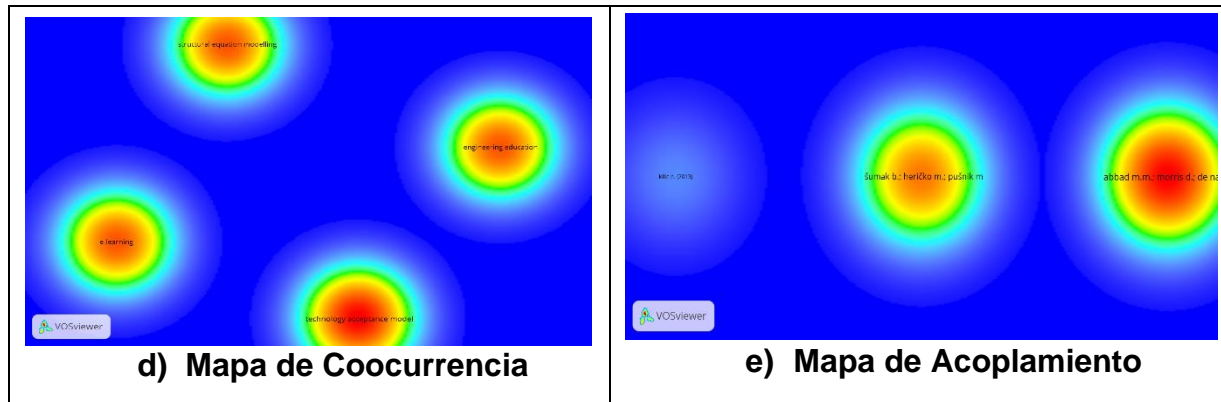 structural equation modelling
engineering education
e-learning
technology acceptance model
VOSviewer
d) Mapa de Coocurrencia
(2013)
šumak b.; heričko m.; pušnik m
abbad m.m.; morris d.; de na
VOSviewer
e) Mapa de Acoplamiento